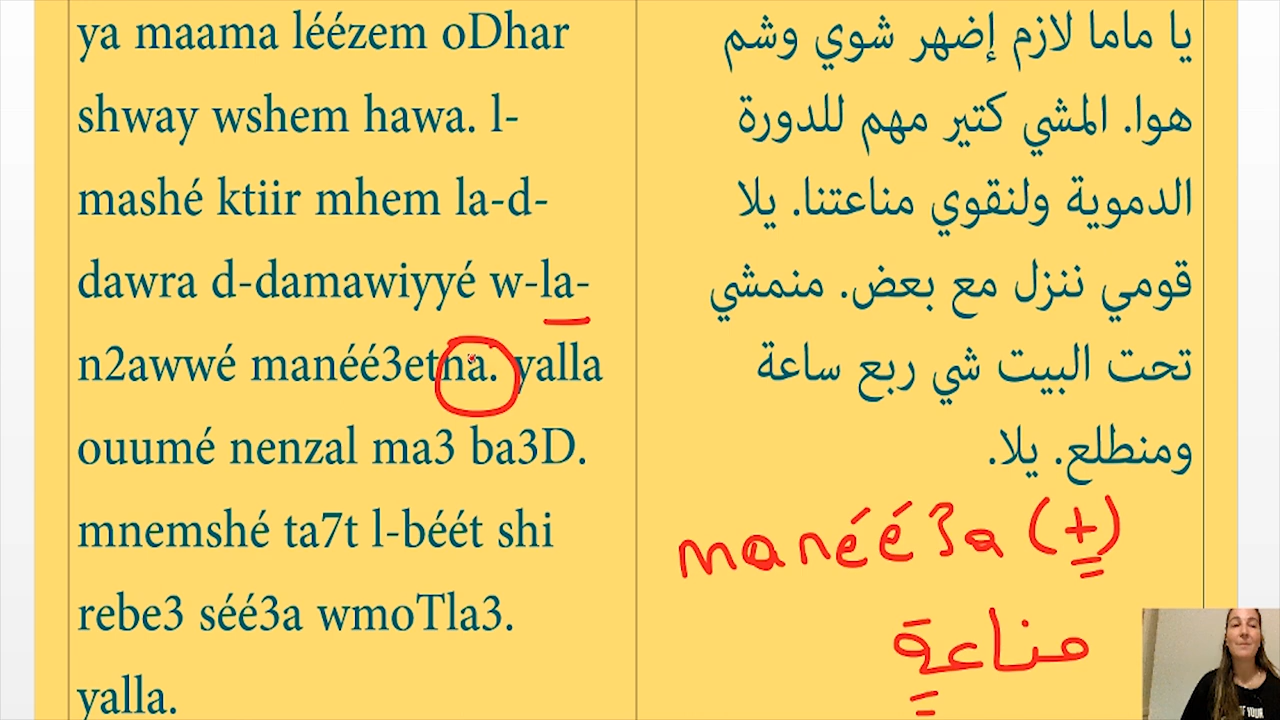 ya maama léézem oDhar
shway wshem hawa. l-
mashé ktiir mhem la-d-
dawra d-damawiyyé w-la-
n2awwé manéé3etna. yalla
ouumé nenzal ma3 ba3D.
mnemshé ta7t l-béét shi
rebe3 séé3a wmoTla3.
yalla.
يا ماما لازم إضهر شوي وشم
هوا. المشي كتير مهم للدورة
الدموية ولنقوي مناعتنا. يلا
قومي ننزل مع بعض. منمشي
تحت البيت شي ربع ساعة
ومنطلع. يلا.
manéé3a (t)
مناعة
OF YOUR